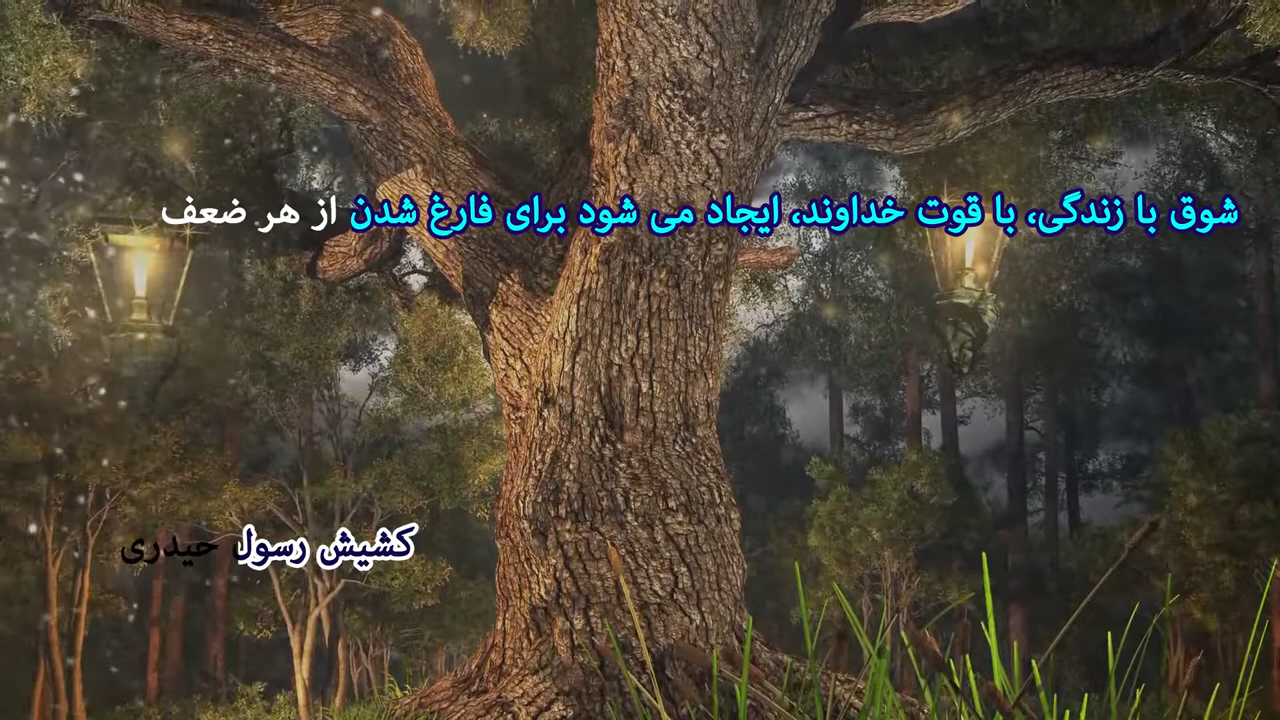 شوق با زندگی، با قوت خداوند، ایجاد می شود برای فارغ شدن از هر ضعف
کشیش رسول حیدری